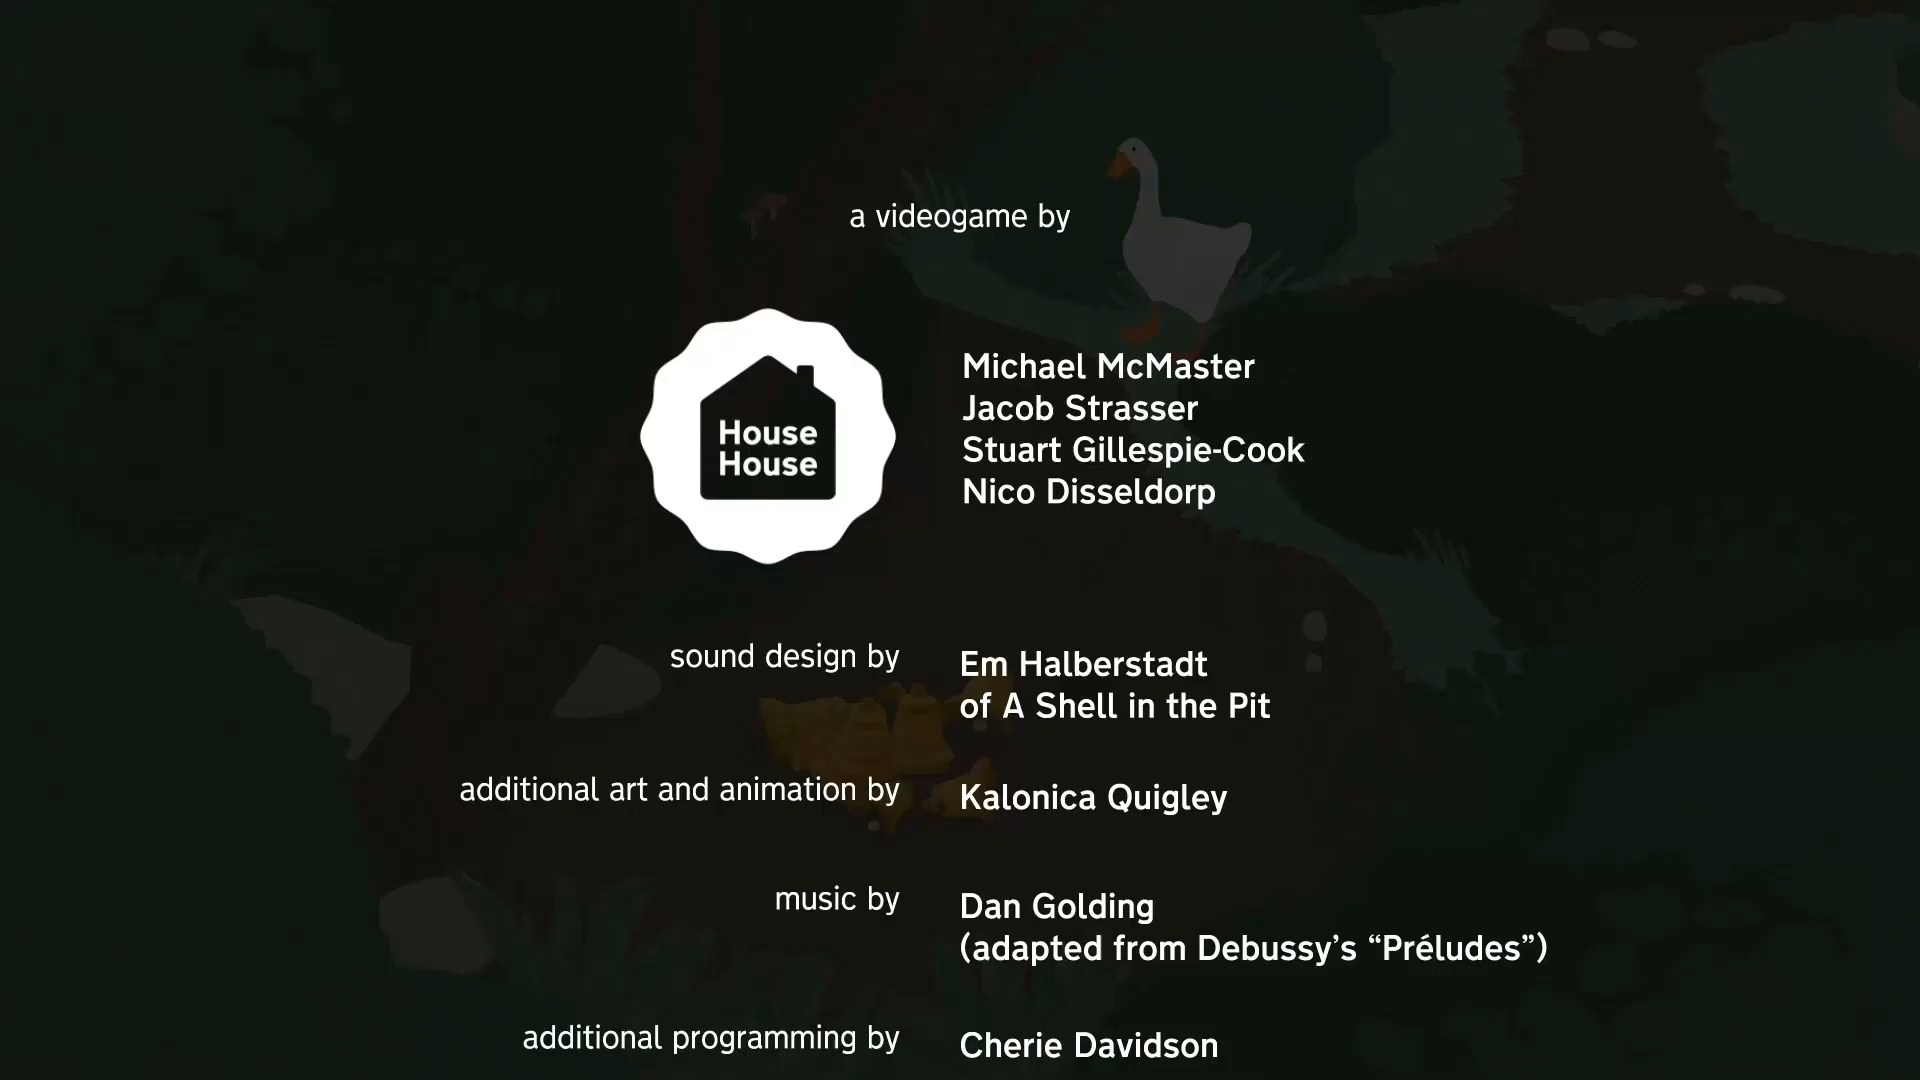 a videogame by
House
House
Michael McMaster
Jacob Strasser
Stuart Gillespie-Cook
Nico Disseldorp
sound design by
Em Halberstadt
of A Shell in the Pit
additional art and animation by
Kalonica Quigley
music by
Dan Golding
(adapted from Debussy’s “Préludes”)
additional programming by
Cherie Davidson